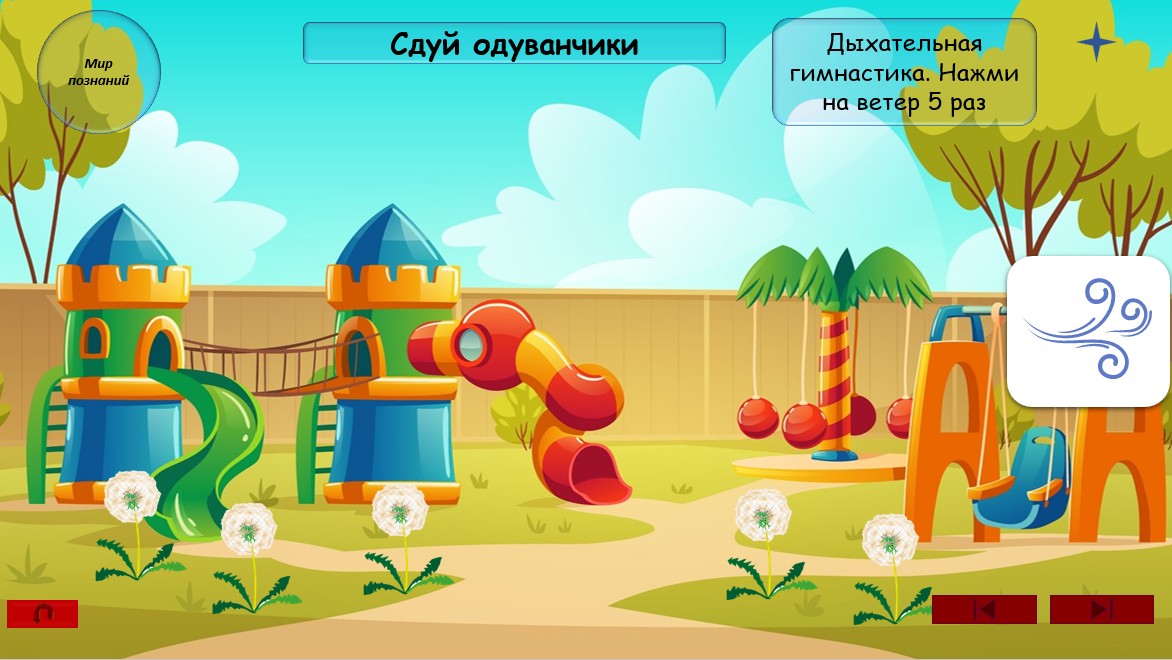 Мир
познаний
Сдуй одуванчики
Дыхательная
гимнастика. Нажми
на ветер 5 раз